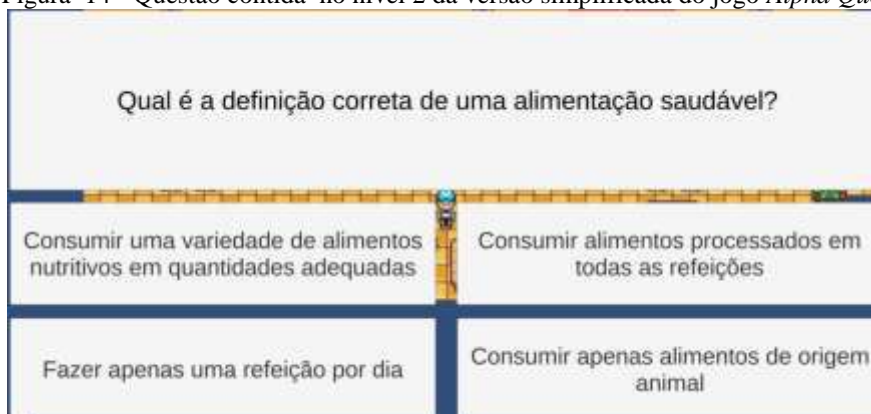 Questão contida no nível 2 da versão simplificada do jogo Alpha
Qual é a definição correta de uma alimentação saudável?
Consumir uma variedade de alimentos
nutritivos em quantidades adequadas
Consumir alimentos processados em
todas as refeições
Fazer apenas uma refeição por dia
Consumir apenas alimentos de origem
animal